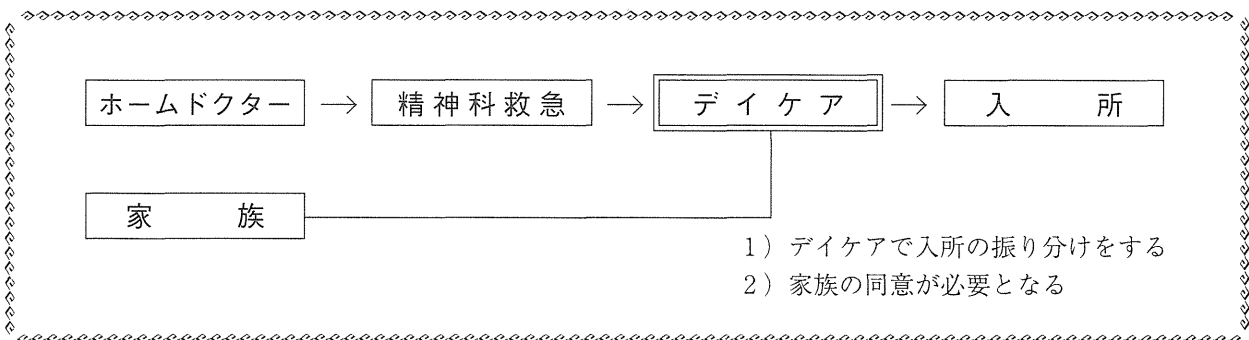 ホームドクター → 精神科救急 → デイケア → 入所
家族
1）デイケアで入所の振り分けをする
2）家族の同意が必要となる